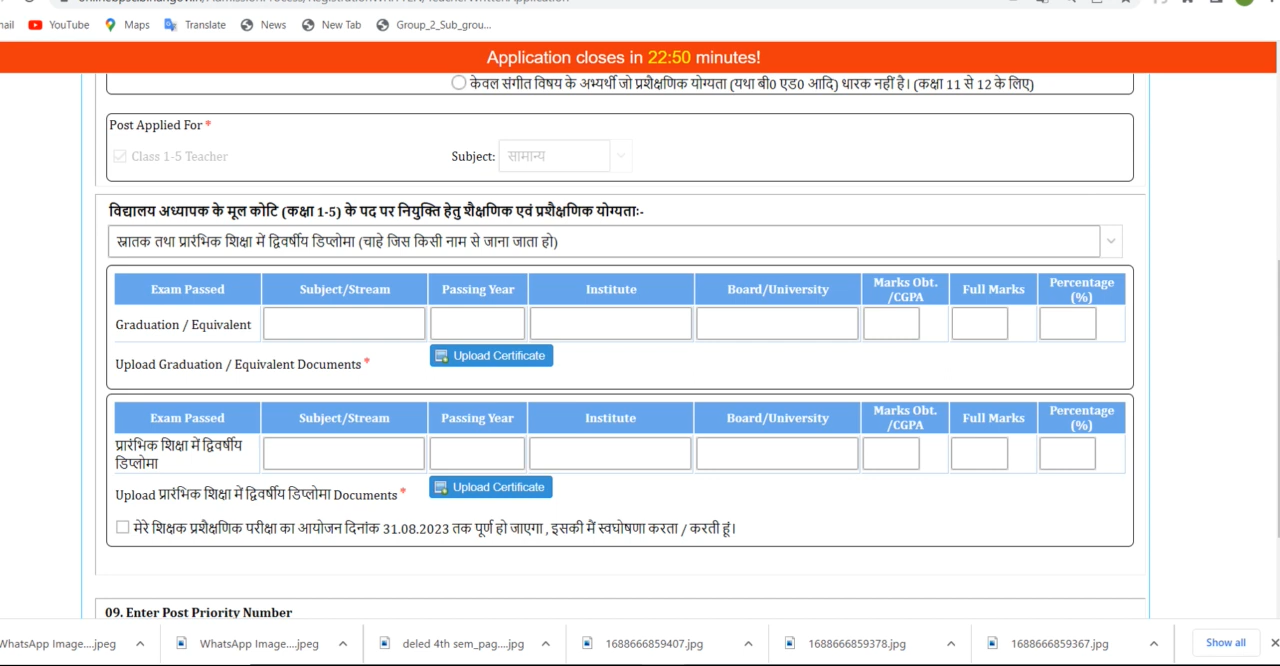 YouTube Maps Translate News New Tab Group_2_Sub_grou...
Application closes in 22:50 minutes!
केवल संगीत विषय के अभ्यर्थी जो प्रशैक्षणिक योग्यता (यथा बी0 एड0 आदि) धारक नहीं है। (कक्षा 11 से 12 के लिए)
Post Applied For *
Class 1-5 Teacher Subject: सामान्य
विद्यालय अध्यापक के मूल कोटि (कक्षा 1-5) के पद पर नियुक्ति हेतु शैक्षणिक एवं प्रशैक्षणिक योग्यताः-
स्नातक तथा प्रारंभिक शिक्षा में द्विवर्षीय डिप्लोमा (चाहे जिस किसी नाम से जाना जाता हो)
Exam Passed Subject/Stream Passing Year Institute Board/University Marks Obt. /CGPA Full Marks Percentage (%)
Graduation / Equivalent
Upload Graduation / Equivalent Documents * Upload Certificate
Exam Passed Subject/Stream Passing Year Institute Board/University Marks Obt. /CGPA Full Marks Percentage (%)
प्रारंभिक शिक्षा में द्विवर्षीय
डिप्लोमा
Upload प्रारंभिक शिक्षा में द्विवर्षीय डिप्लोमा Documents * Upload Certificate
मेरे शिक्षक प्रशैक्षणिक परीक्षा का आयोजन दिनांक 31.08.2023 तक पूर्ण हो जाएगा , इसकी मैं स्वघोषणा करता / करती हूं।
09. Enter Post Priority Number
WhatsApp Image....jpeg WhatsApp Image....jpeg deled 4th sem_pag....jpg 1688666859407.jpg 1688666859378.jpg 1688666859367.jpg Show all